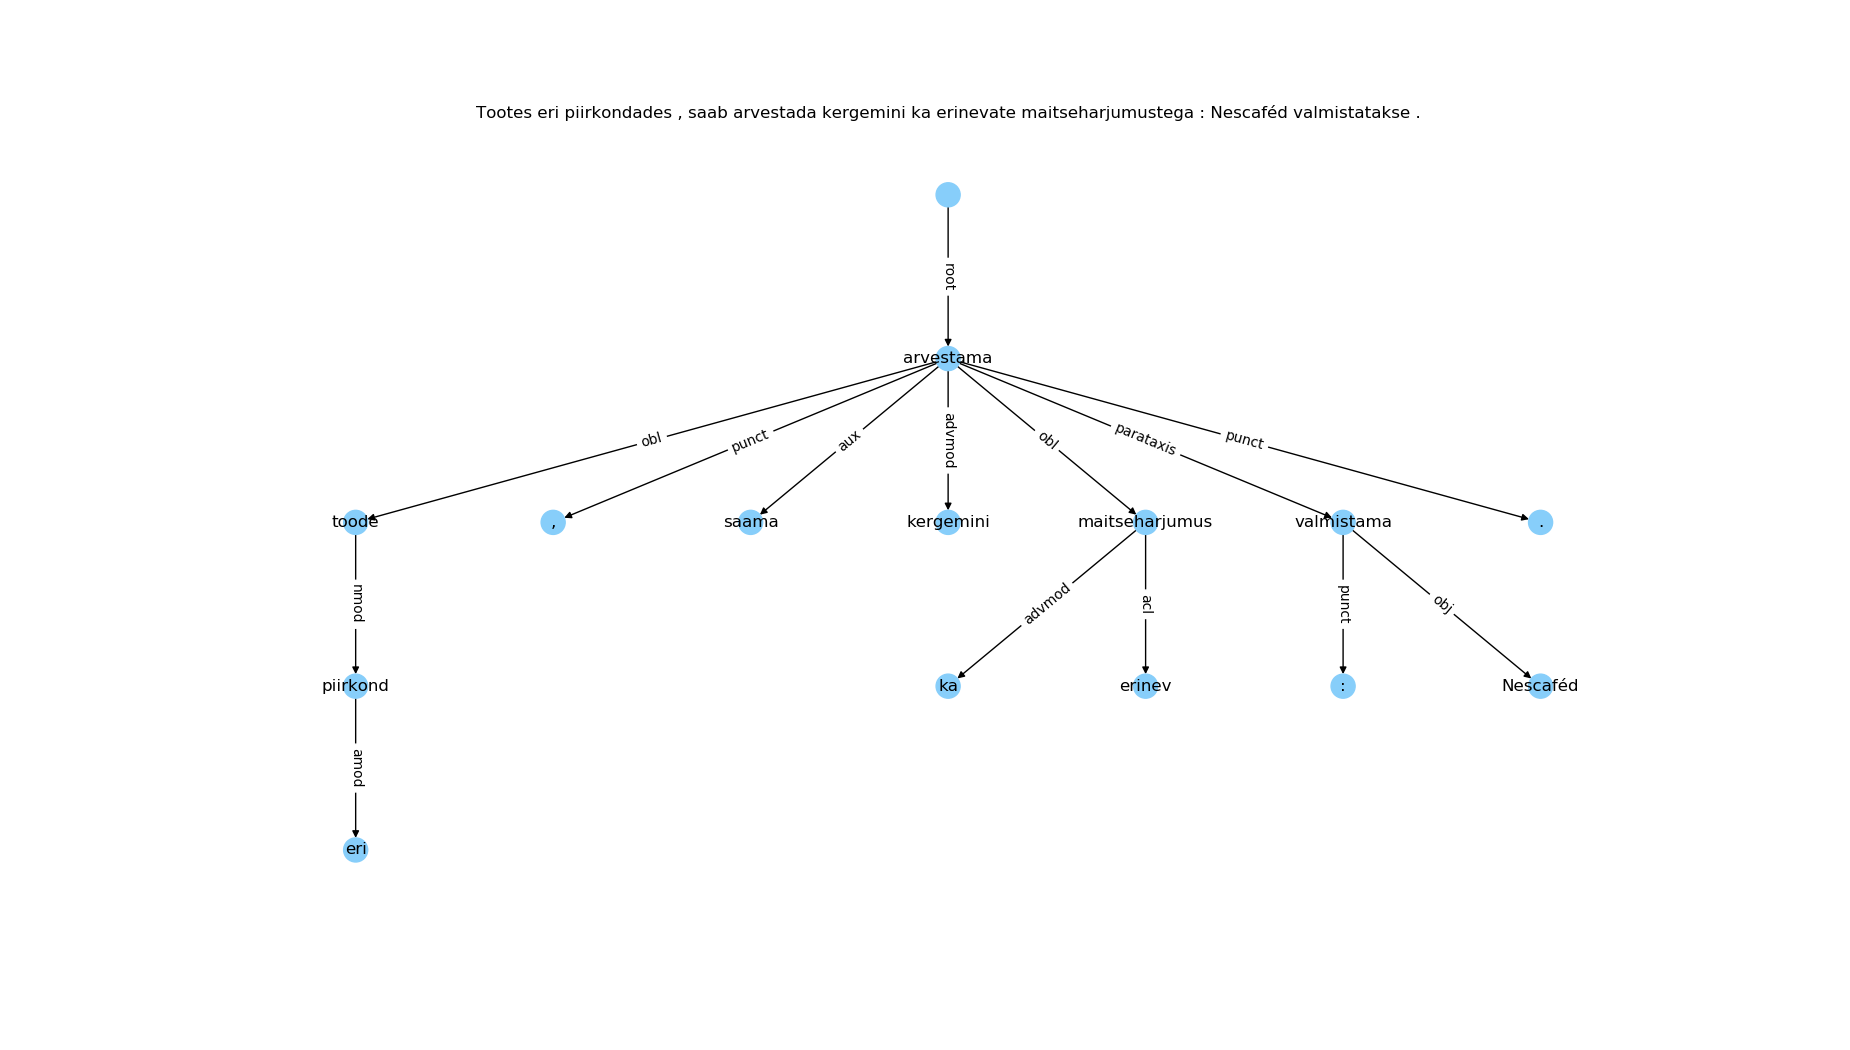 Tootes eri piirkondades , saab arvestada kergemini ka erinevate maitseharjumustega : Nescaféd valmistatakse .
root
arvestama
obl punct aux advmod obl parataxis punct
toode , saama kergemini maitseharjumus valmistama .
nmod advmod acl punct obj
piirkond ka erinev : Nescaféd
amod
eri